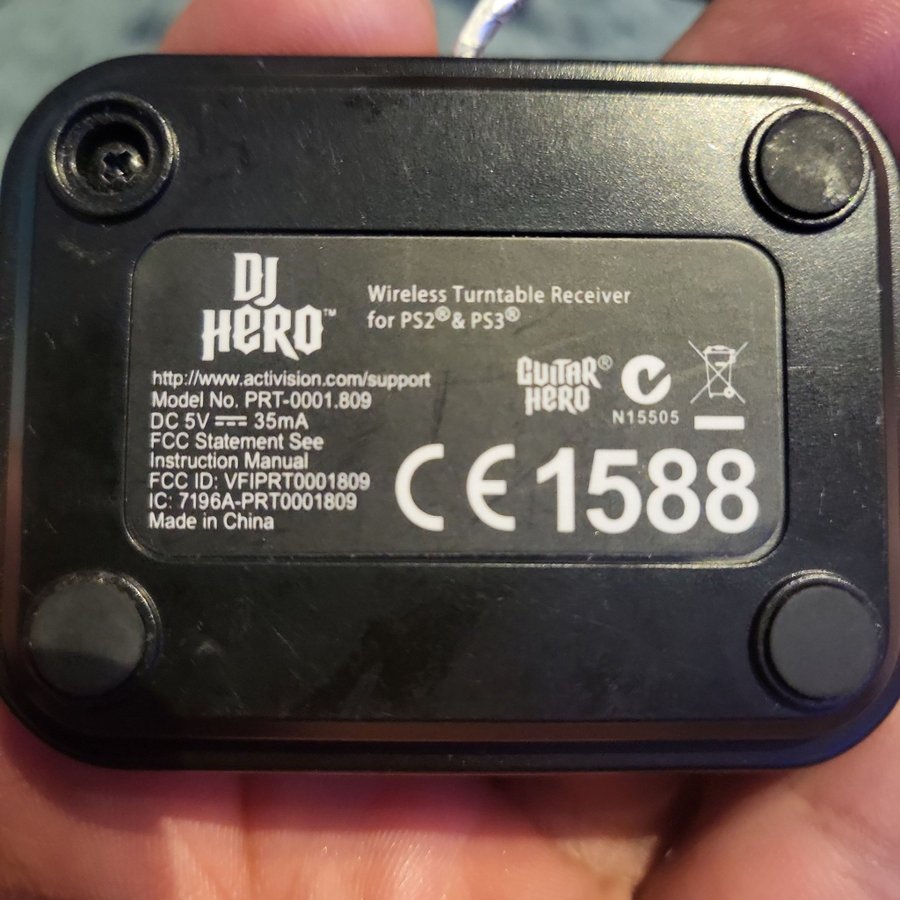 DJ HERO™
Wireless Turntable Receiver
for PS2® & PS3®
http://www.activision.com/support
Model No. PRT-0001.809
DC 5V ⎓ 35mA
FCC Statement See
Instruction Manual
FCC ID: VFIPRT0001809
IC: 7196A-PRT0001809
Made in China
GUITAR HERO®
N15505
CE1588